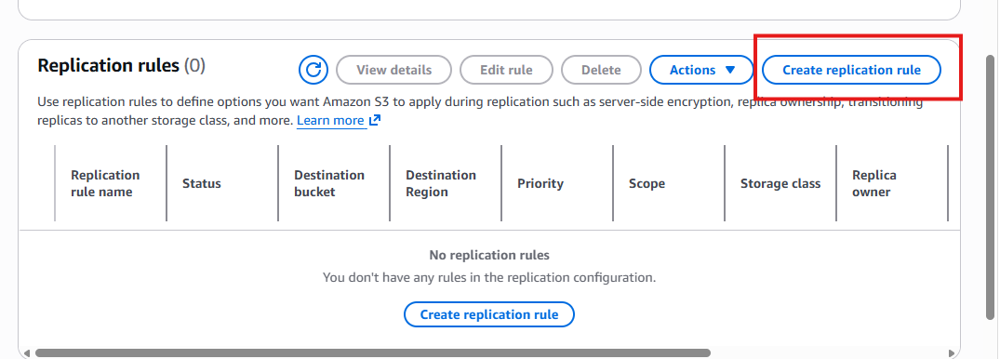 Replication rules (0)
View details
Edit rule
Delete
Actions
Create replication rule
Use replication rules to define options you want Amazon S3 to apply during replication such as server-side encryption, replica ownership, transitioning
replicas to another storage class, and more. Learn more
Replication
rule name
Status
Destination
bucket
Destination
Region
Priority
Scope
Storage class
Replica
owner
No replication rules
You don't have any rules in the replication configuration.
Create replication rule